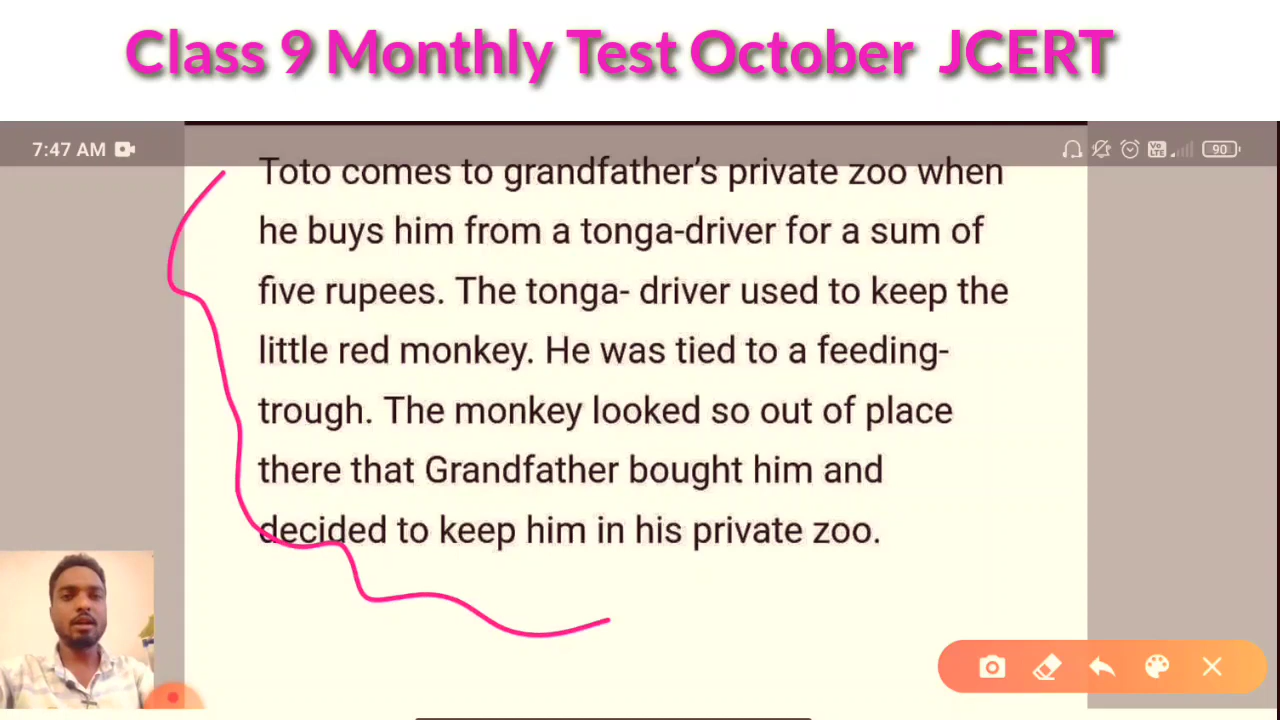 Class 9 Monthly Test October JCERT
7:47 AM
Vo LTE
90
Toto comes to grandfather’s private zoo when
he buys him from a tonga-driver for a sum of
five rupees. The tonga- driver used to keep the
little red monkey. He was tied to a feeding-
trough. The monkey looked so out of place
there that Grandfather bought him and
decided to keep him in his private zoo.